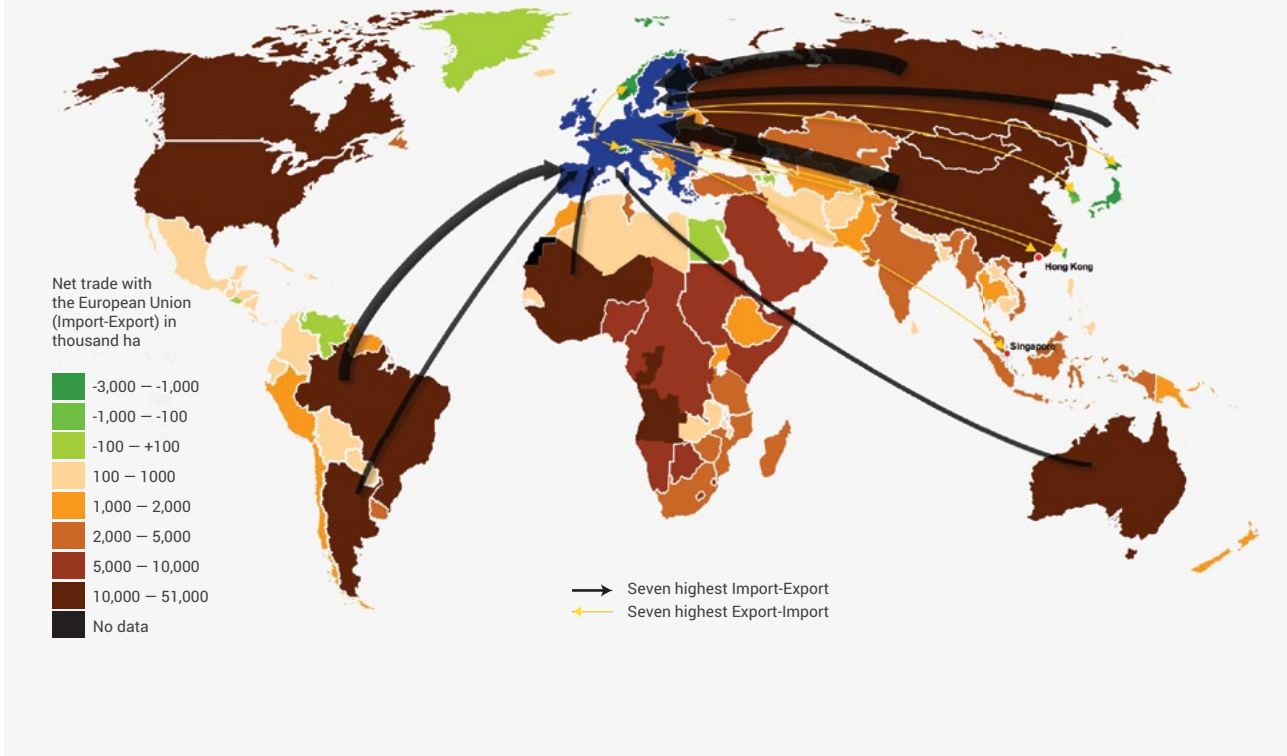 Hong Kong
Singapore
Net trade with
the European Union
(Import-Export) in
thousand ha
-3,000 — -1,000
-1,000 — -100
-100 — +100
100 — 1000
1,000 — 2,000
2,000 — 5,000
5,000 — 10,000
10,000 — 51,000
No data
Seven highest Import-Export
Seven highest Export-Import